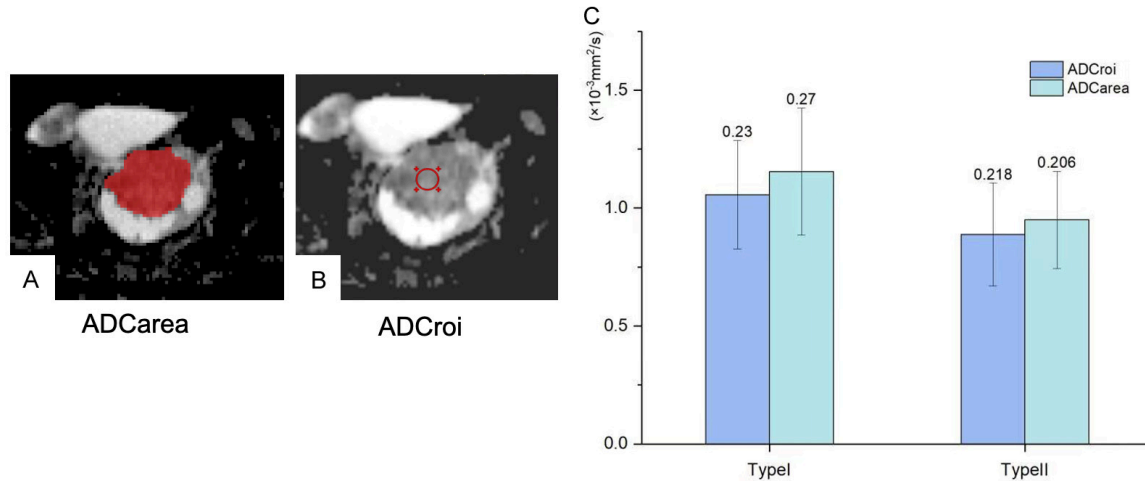 A
ADCarea
B
ADCroi
C
(×10⁻³mm²/s)
ADCroi
ADCarea
1.5
1.0
0.5
0.0
0.23
0.27
0.218
0.206
TypeI
TypeII